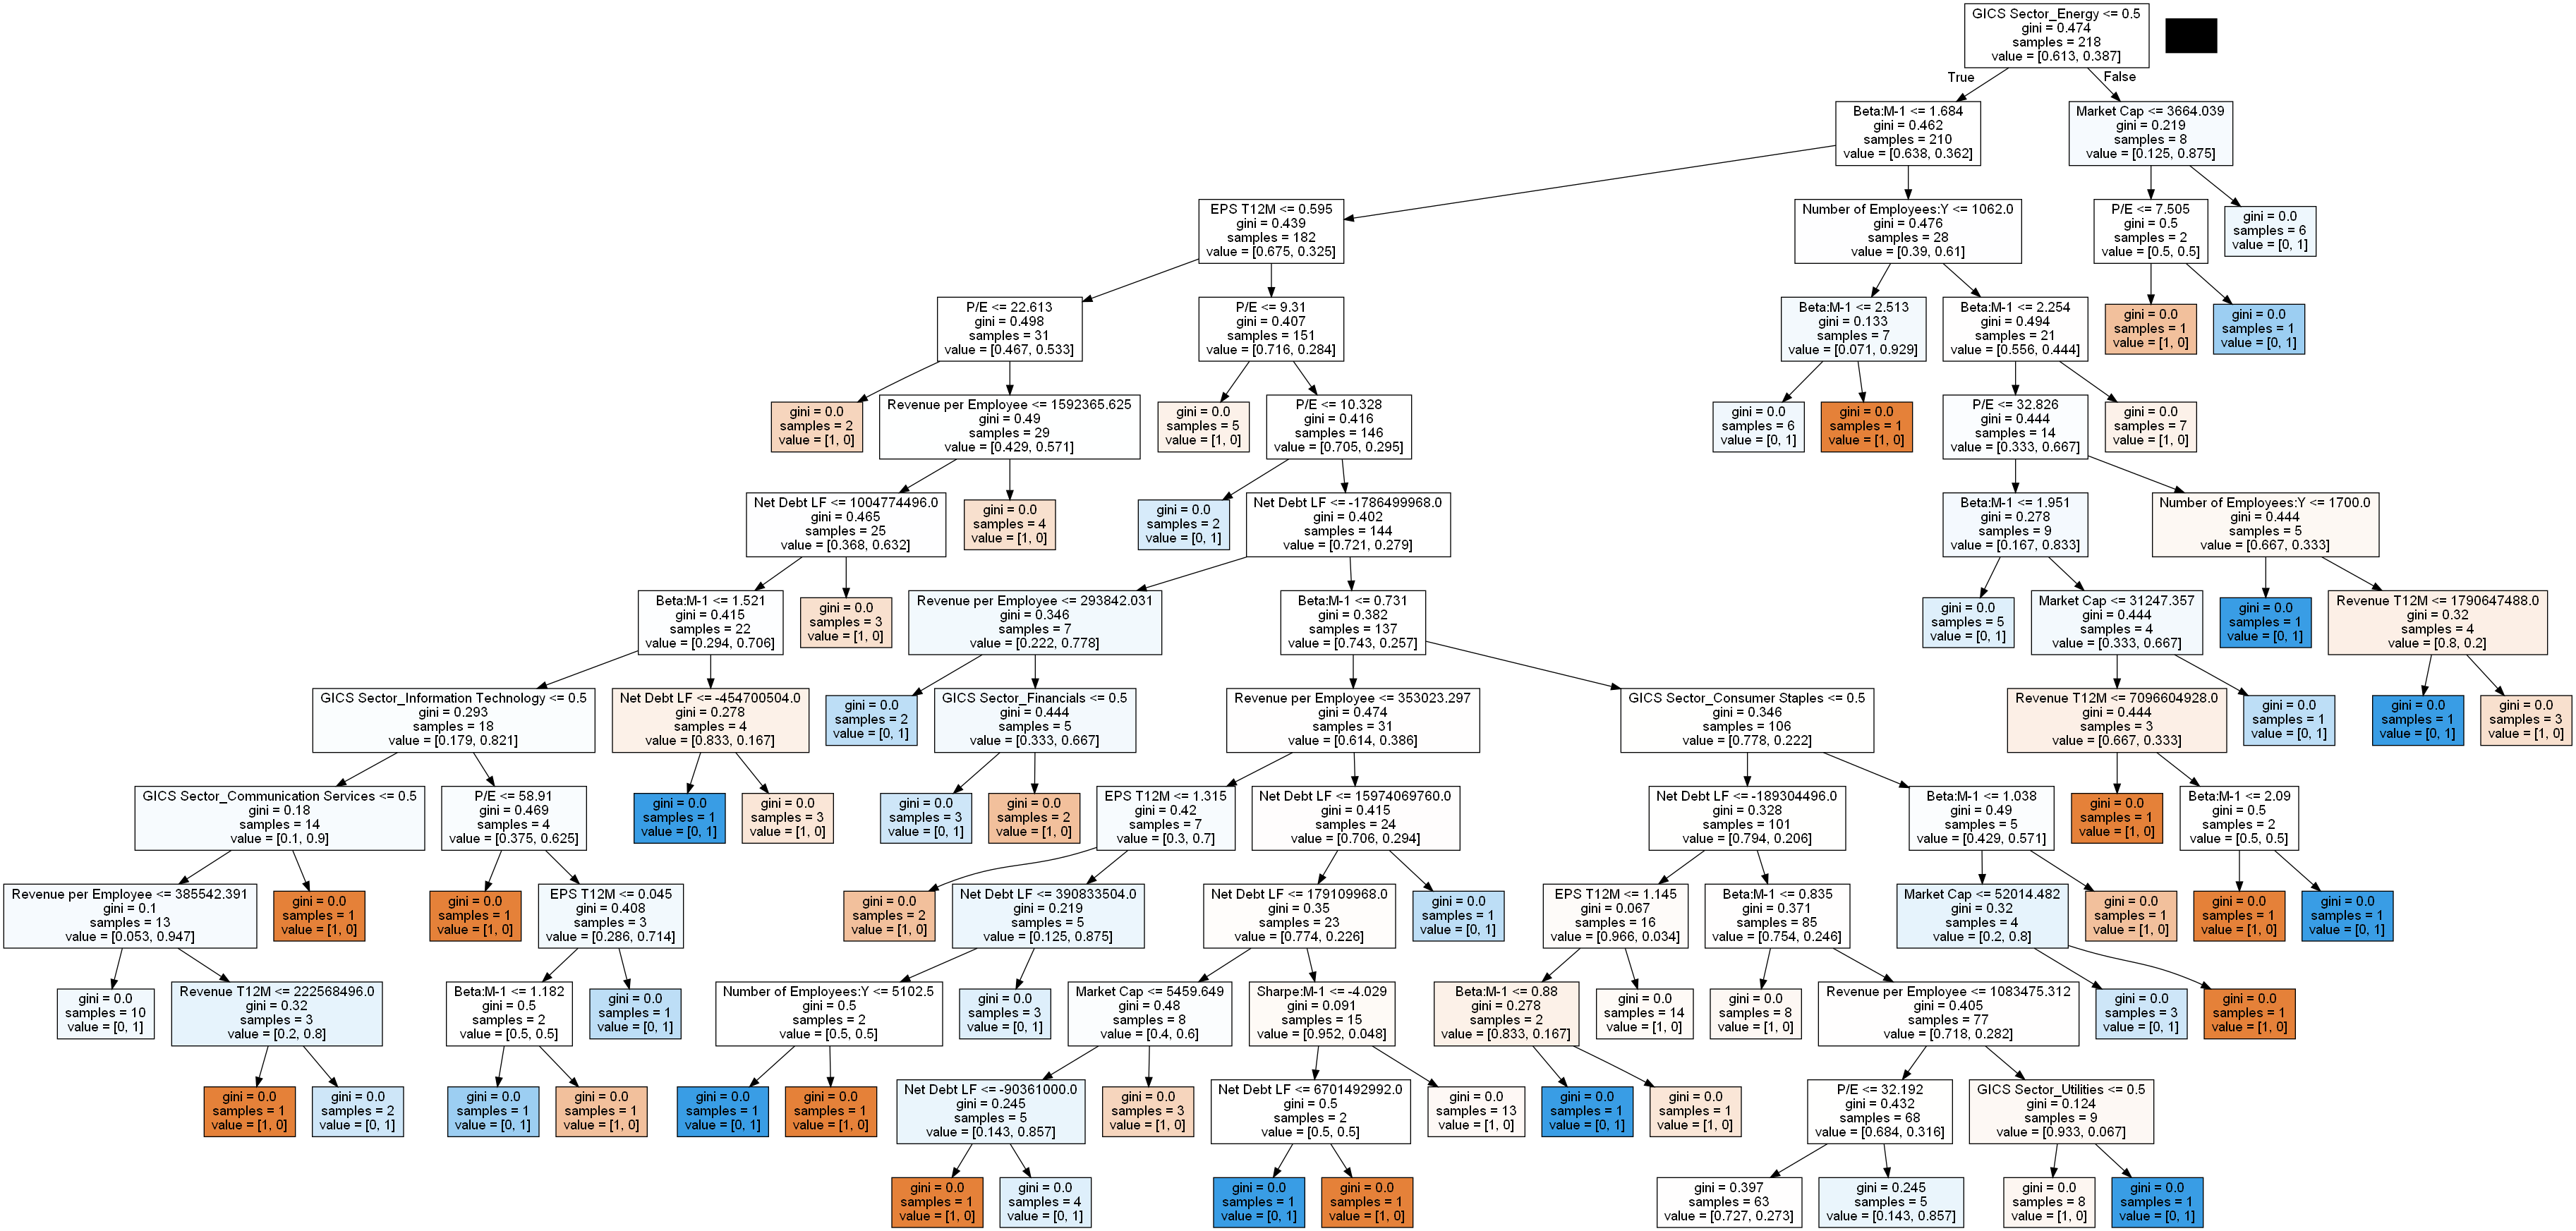 GICS Sector_Energy <= 0.5
gini = 0.474
samples = 218
value = [0.613, 0.387]
True
False
Beta:M-1 <= 1.684
gini = 0.462
samples = 210
value = [0.638, 0.362]
Market Cap <= 3664.039
gini = 0.219
samples = 8
value = [0.125, 0.875]
EPS T12M <= 0.595
gini = 0.439
samples = 182
value = [0.675, 0.325]
Number of Employees:Y <= 1062.0
gini = 0.476
samples = 28
value = [0.39, 0.61]
P/E <= 7.505
gini = 0.5
samples = 2
value = [0.5, 0.5]
gini = 0.0
samples = 6
value = [0, 1]
P/E <= 22.613
gini = 0.498
samples = 31
value = [0.467, 0.533]
P/E <= 9.31
gini = 0.407
samples = 151
value = [0.716, 0.284]
Beta:M-1 <= 2.513
gini = 0.133
samples = 7
value = [0.071, 0.929]
Beta:M-1 <= 2.254
gini = 0.494
samples = 21
value = [0.556, 0.444]
gini = 0.0
samples = 1
value = [1, 0]
gini = 0.0
samples = 1
value = [0, 1]
gini = 0.0
samples = 2
value = [1, 0]
Revenue per Employee <= 1592365.625
gini = 0.49
samples = 29
value = [0.429, 0.571]
gini = 0.0
samples = 5
value = [1, 0]
P/E <= 10.328
gini = 0.416
samples = 146
value = [0.705, 0.295]
gini = 0.0
samples = 6
value = [0, 1]
gini = 0.0
samples = 1
value = [1, 0]
P/E <= 32.826
gini = 0.444
samples = 14
value = [0.333, 0.667]
gini = 0.0
samples = 7
value = [1, 0]
Net Debt LF <= 1004774496.0
gini = 0.465
samples = 25
value = [0.368, 0.632]
gini = 0.0
samples = 4
value = [1, 0]
gini = 0.0
samples = 2
value = [0, 1]
Net Debt LF <= -1786499968.0
gini = 0.402
samples = 144
value = [0.721, 0.279]
Beta:M-1 <= 1.951
gini = 0.278
samples = 9
value = [0.167, 0.833]
Number of Employees:Y <= 1700.0
gini = 0.444
samples = 5
value = [0.667, 0.333]
Beta:M-1 <= 1.521
gini = 0.415
samples = 22
value = [0.294, 0.706]
gini = 0.0
samples = 3
value = [1, 0]
Revenue per Employee <= 293842.031
gini = 0.346
samples = 7
value = [0.222, 0.778]
Beta:M-1 <= 0.731
gini = 0.382
samples = 137
value = [0.743, 0.257]
gini = 0.0
samples = 5
value = [0, 1]
Market Cap <= 31247.357
gini = 0.444
samples = 4
value = [0.333, 0.667]
gini = 0.0
samples = 1
value = [0, 1]
Revenue T12M <= 1790647488.0
gini = 0.32
samples = 4
value = [0.8, 0.2]
GICS Sector_Information Technology <= 0.5
gini = 0.293
samples = 18
value = [0.179, 0.821]
Net Debt LF <= -454700504.0
gini = 0.278
samples = 4
value = [0.833, 0.167]
gini = 0.0
samples = 2
value = [0, 1]
GICS Sector_Financials <= 0.5
gini = 0.444
samples = 5
value = [0.333, 0.667]
Revenue per Employee <= 353023.297
gini = 0.474
samples = 31
value = [0.614, 0.386]
GICS Sector_Consumer Staples <= 0.5
gini = 0.346
samples = 106
value = [0.778, 0.222]
Revenue T12M <= 7096604928.0
gini = 0.444
samples = 3
value = [0.667, 0.333]
gini = 0.0
samples = 1
value = [0, 1]
gini = 0.0
samples = 1
value = [0, 1]
gini = 0.0
samples = 3
value = [1, 0]
GICS Sector_Communication Services <= 0.5
gini = 0.18
samples = 14
value = [0.1, 0.9]
P/E <= 58.91
gini = 0.469
samples = 4
value = [0.375, 0.625]
gini = 0.0
samples = 1
value = [0, 1]
gini = 0.0
samples = 3
value = [1, 0]
gini = 0.0
samples = 3
value = [0, 1]
gini = 0.0
samples = 2
value = [1, 0]
EPS T12M <= 1.315
gini = 0.42
samples = 7
value = [0.3, 0.7]
Net Debt LF <= 15974069760.0
gini = 0.415
samples = 24
value = [0.706, 0.294]
Net Debt LF <= -189304496.0
gini = 0.328
samples = 101
value = [0.794, 0.206]
Beta:M-1 <= 1.038
gini = 0.49
samples = 5
value = [0.429, 0.571]
gini = 0.0
samples = 1
value = [1, 0]
Beta:M-1 <= 2.09
gini = 0.5
samples = 2
value = [0.5, 0.5]
Revenue per Employee <= 385542.391
gini = 0.1
samples = 13
value = [0.053, 0.947]
gini = 0.0
samples = 1
value = [1, 0]
gini = 0.0
samples = 1
value = [1, 0]
EPS T12M <= 0.045
gini = 0.408
samples = 3
value = [0.286, 0.714]
gini = 0.0
samples = 2
value = [1, 0]
Net Debt LF <= 390833504.0
gini = 0.219
samples = 5
value = [0.125, 0.875]
Net Debt LF <= 179109968.0
gini = 0.35
samples = 23
value = [0.774, 0.226]
gini = 0.0
samples = 1
value = [0, 1]
EPS T12M <= 1.145
gini = 0.067
samples = 16
value = [0.966, 0.034]
Beta:M-1 <= 0.835
gini = 0.371
samples = 85
value = [0.754, 0.246]
Market Cap <= 52014.482
gini = 0.32
samples = 4
value = [0.2, 0.8]
gini = 0.0
samples = 1
value = [1, 0]
gini = 0.0
samples = 1
value = [1, 0]
gini = 0.0
samples = 1
value = [0, 1]
gini = 0.0
samples = 10
value = [0, 1]
Revenue T12M <= 222568496.0
gini = 0.32
samples = 3
value = [0.2, 0.8]
Beta:M-1 <= 1.182
gini = 0.5
samples = 2
value = [0.5, 0.5]
gini = 0.0
samples = 1
value = [0, 1]
Number of Employees:Y <= 5102.5
gini = 0.5
samples = 2
value = [0.5, 0.5]
gini = 0.0
samples = 3
value = [0, 1]
Market Cap <= 5459.649
gini = 0.48
samples = 8
value = [0.4, 0.6]
Sharpe:M-1 <= -4.029
gini = 0.091
samples = 15
value = [0.952, 0.048]
Beta:M-1 <= 0.88
gini = 0.278
samples = 2
value = [0.833, 0.167]
gini = 0.0
samples = 14
value = [1, 0]
gini = 0.0
samples = 8
value = [1, 0]
Revenue per Employee <= 1083475.312
gini = 0.405
samples = 77
value = [0.718, 0.282]
gini = 0.0
samples = 3
value = [0, 1]
gini = 0.0
samples = 1
value = [1, 0]
gini = 0.0
samples = 1
value = [1, 0]
gini = 0.0
samples = 2
value = [0, 1]
gini = 0.0
samples = 1
value = [0, 1]
gini = 0.0
samples = 1
value = [1, 0]
gini = 0.0
samples = 1
value = [0, 1]
gini = 0.0
samples = 1
value = [1, 0]
Net Debt LF <= -90361000.0
gini = 0.245
samples = 5
value = [0.143, 0.857]
gini = 0.0
samples = 3
value = [1, 0]
Net Debt LF <= 6701492992.0
gini = 0.5
samples = 2
value = [0.5, 0.5]
gini = 0.0
samples = 13
value = [1, 0]
gini = 0.0
samples = 1
value = [0, 1]
gini = 0.0
samples = 1
value = [1, 0]
P/E <= 32.192
gini = 0.432
samples = 68
value = [0.684, 0.316]
GICS Sector_Utilities <= 0.5
gini = 0.124
samples = 9
value = [0.933, 0.067]
gini = 0.0
samples = 1
value = [1, 0]
gini = 0.0
samples = 4
value = [0, 1]
gini = 0.0
samples = 1
value = [0, 1]
gini = 0.0
samples = 1
value = [1, 0]
gini = 0.397
samples = 63
value = [0.727, 0.273]
gini = 0.245
samples = 5
value = [0.143, 0.857]
gini = 0.0
samples = 8
value = [1, 0]
gini = 0.0
samples = 1
value = [0, 1]